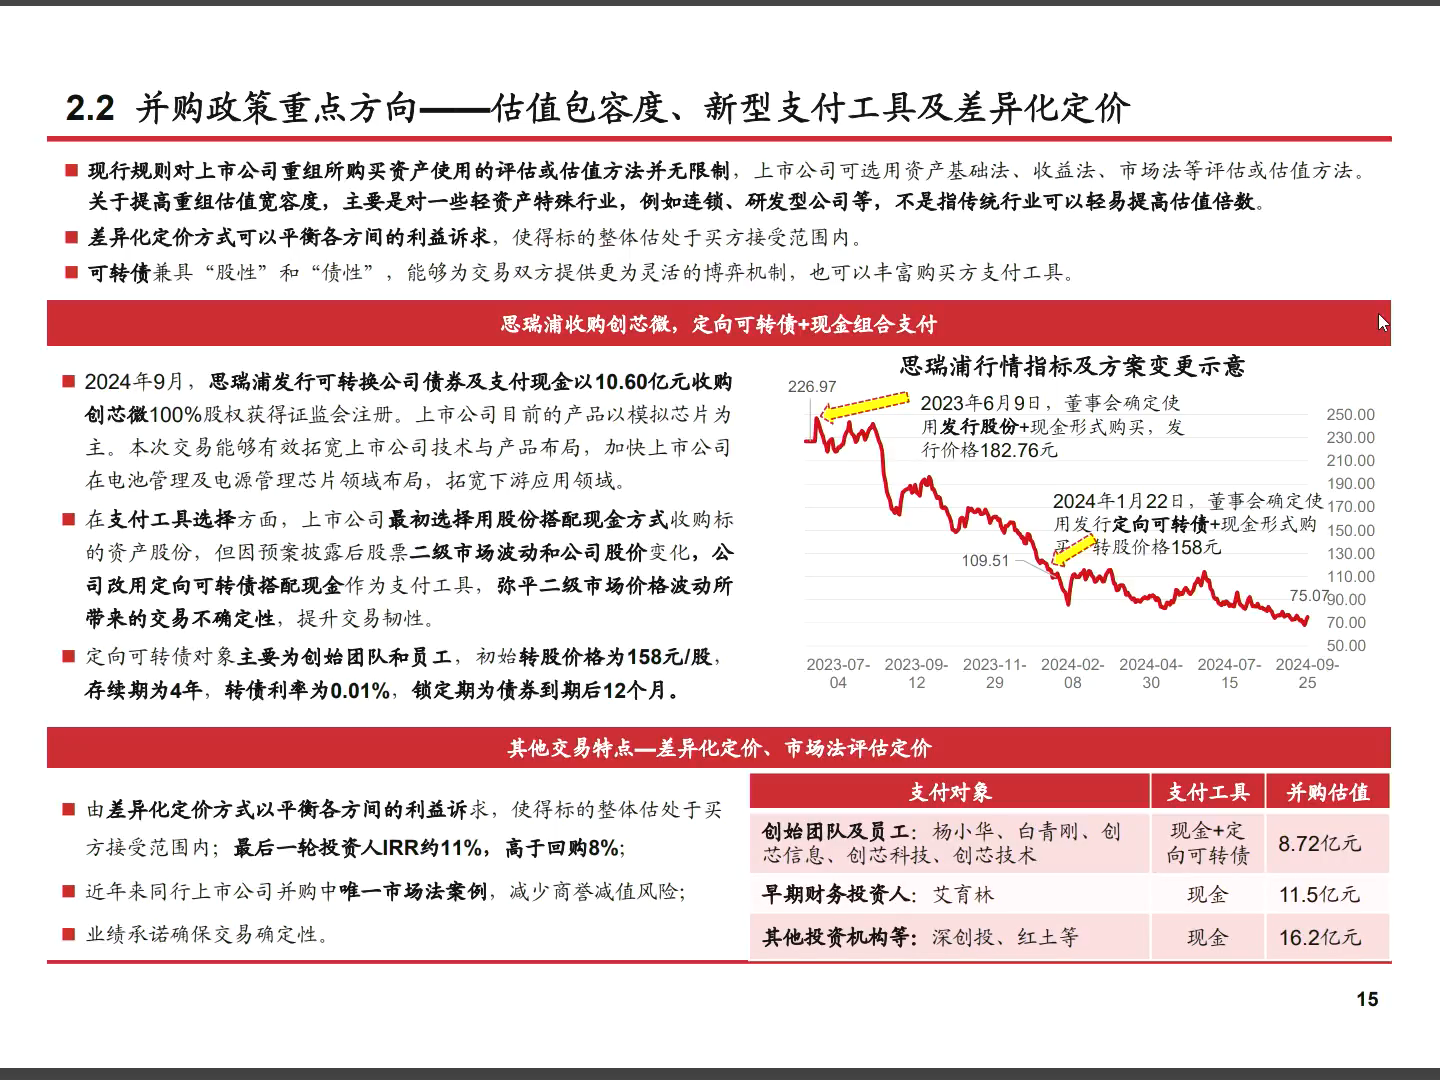 2.2 并购政策重点方向——估值包容度、新型支付工具及差异化定价
现行规则对上市公司重组所购买资产使用的评估或估值方法并无限制，上市公司可选用资产基础法、收益法、市场法等评估或估值方法。
关于提高重组估值宽容度，主要是对一些轻资产特殊行业，例如连锁、研发型公司等，不是指传统行业可以轻易提高估值倍数。
差异化定价方式可以平衡各方间的利益诉求，使得标的整体估处于买方接受范围内。
可转债兼具“股性”和“债性”，能够为交易双方提供更为灵活的博弈机制，也可以丰富购买方支付工具。
思瑞浦收购创芯微，定向可转债+现金组合支付
2024年9月，思瑞浦发行可转换公司债券及支付现金以10.60亿元收购
创芯微100%股权获得证监会注册。上市公司目前的产品以模拟芯片为
主。本次交易能够有效拓宽上市公司技术与产品布局，加快上市公司
在电池管理及电源管理芯片领域布局，拓宽下游应用领域。
在支付工具选择方面，上市公司最初选择用股份搭配现金方式收购标
的资产股份，但因预案披露后股票二级市场波动和公司股价变化，公
司改用定向可转债搭配现金作为支付工具，弥平二级市场价格波动所
带来的交易不确定性，提升交易韧性。
定向可转债对象主要为创始团队和员工，初始转股价格为158元/股，
存续期为4年，转债利率为0.01%，锁定期为债券到期后12个月。
思瑞浦行情指标及方案变更示意
226.97
2023年6月9日，董事会确定使
用发行股份+现金形式购买，发
行价格182.76元
2024年1月22日，董事会确定使
用发行定向可转债+现金形式购
买，转股价格158元
109.51
75.07
250.00
230.00
210.00
190.00
170.00
150.00
130.00
110.00
90.00
70.00
50.00
2023-07-04
2023-09-12
2023-11-29
2024-02-08
2024-04-30
2024-07-15
2024-09-25
其他交易特点—差异化定价、市场法评估定价
由差异化定价方式以平衡各方间的利益诉求，使得标的整体估处于买
方接受范围内；最后一轮投资人IRR约11%，高于回购8%；
近年来同行上市公司并购中唯一市场法案例，减少商誉减值风险；
业绩承诺确保交易确定性。
支付对象 支付工具 并购估值
创始团队及员工：杨小华、白青刚、创
芯信息、创芯科技、创芯技术
现金+定
向可转债
8.72亿元
早期财务投资人：艾育林 现金 11.5亿元
其他投资机构等：深创投、红土等 现金 16.2亿元
15